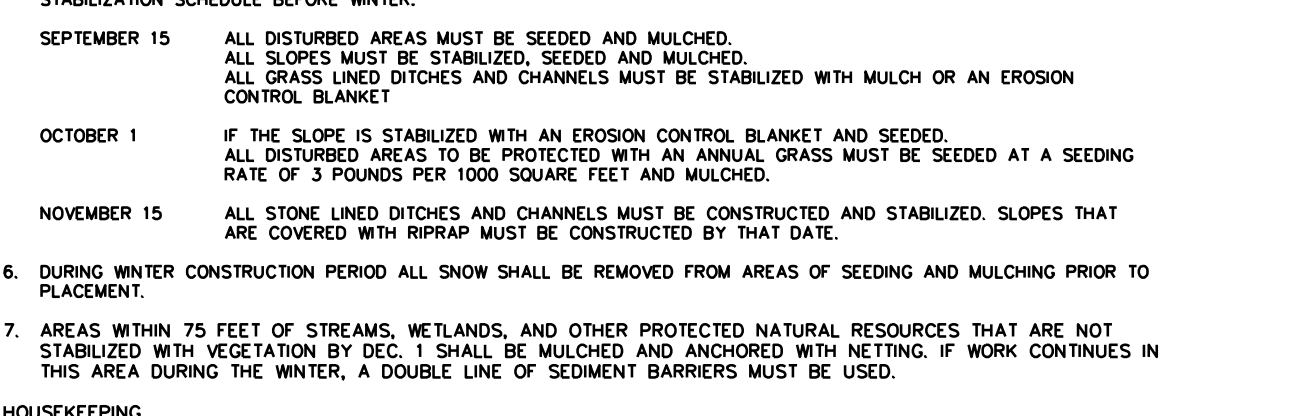 STABILIZATION SCHEDULE BEFORE WINTER.
SEPTEMBER 15 ALL DISTURBED AREAS MUST BE SEEDED AND MULCHED.
ALL SLOPES MUST BE STABILIZED, SEEDED AND MULCHED.
ALL GRASS LINED DITCHES AND CHANNELS MUST BE STABILIZED WITH MULCH OR AN EROSION
CONTROL BLANKET
OCTOBER 1 IF THE SLOPE IS STABILIZED WITH AN EROSION CONTROL BLANKET AND SEEDED.
ALL DISTURBED AREAS TO BE PROTECTED WITH AN ANNUAL GRASS MUST BE SEEDED AT A SEEDING
RATE OF 3 POUNDS PER 1000 SQUARE FEET AND MULCHED.
NOVEMBER 15 ALL STONE LINED DITCHES AND CHANNELS MUST BE CONSTRUCTED AND STABILIZED. SLOPES THAT
ARE COVERED WITH RIPRAP MUST BE CONSTRUCTED BY THAT DATE.
6. DURING WINTER CONSTRUCTION PERIOD ALL SNOW SHALL BE REMOVED FROM AREAS OF SEEDING AND MULCHING PRIOR TO
PLACEMENT.
7. AREAS WITHIN 75 FEET OF STREAMS, WETLANDS, AND OTHER PROTECTED NATURAL RESOURCES THAT ARE NOT
STABILIZED WITH VEGETATION BY DEC. 1 SHALL BE MULCHED AND ANCHORED WITH NETTING. IF WORK CONTINUES IN
THIS AREA DURING THE WINTER, A DOUBLE LINE OF SEDIMENT BARRIERS MUST BE USED.
HOUSEKEEPING